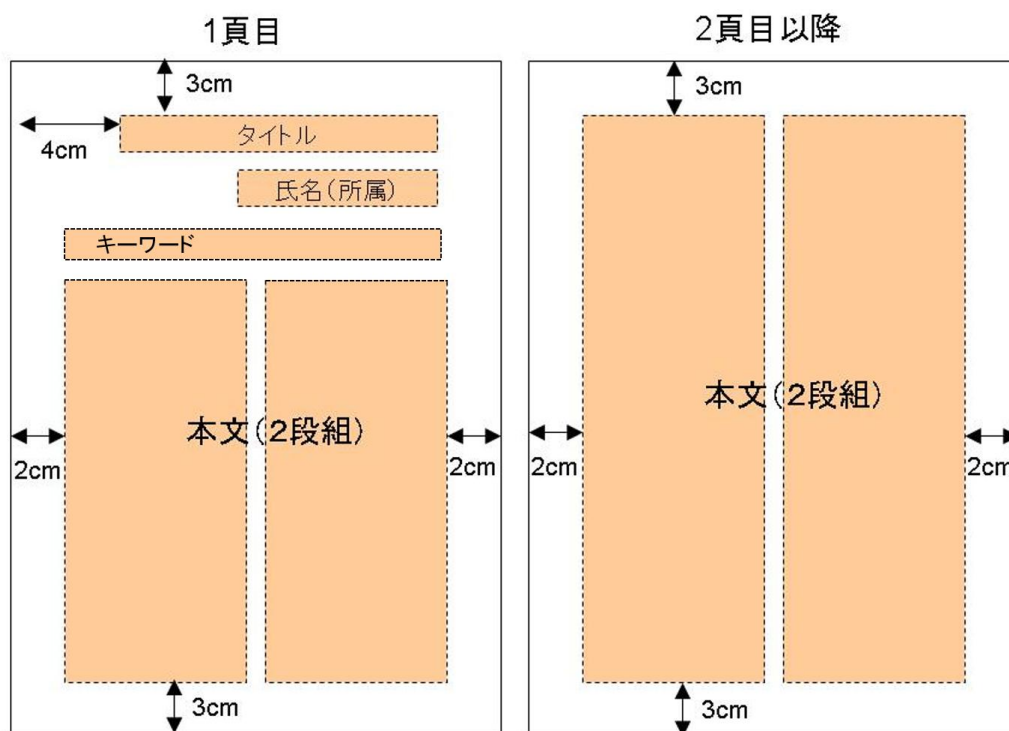 1頁目
3cm
4cm
タイトル
氏名(所属)
キーワード
本文(2段組)
2cm
2cm
3cm
2頁目以降
3cm
本文(2段組)
2cm
2cm
3cm